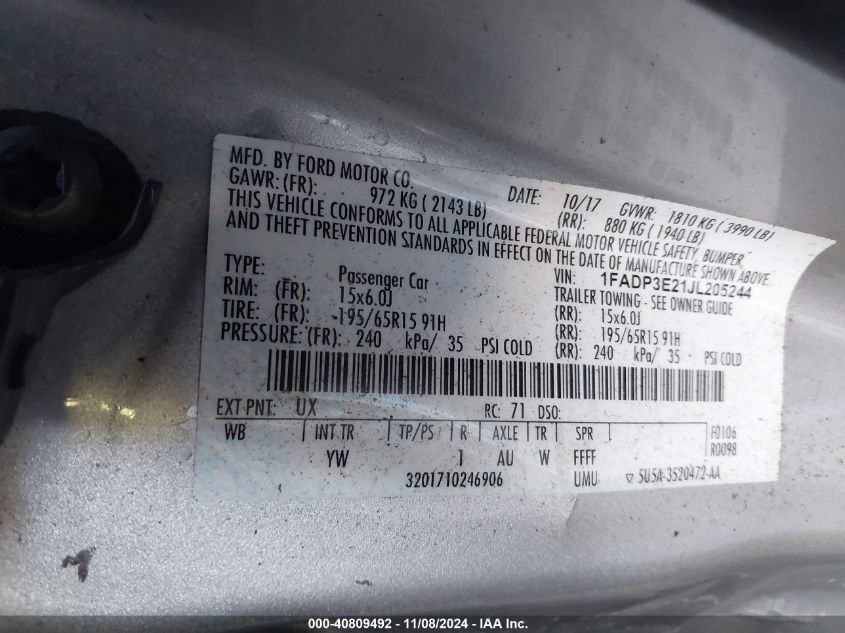 MFD. BY FORD MOTOR CO. DATE: 10/17 GVWR: 1810 KG ( 3990 LB)
GAWR: (FR): 972 KG ( 2143 LB) (RR): 880 KG ( 1940 LB)
THIS VEHICLE CONFORMS TO ALL APPLICABLE FEDERAL MOTOR VEHICLE SAFETY, BUMPER,
AND THEFT PREVENTION STANDARDS IN EFFECT ON THE DATE OF MANUFACTURE SHOWN ABOVE.
VIN: 1FADP3E21JL205244
TYPE: Passenger Car TRAILER TOWING - SEE OWNER GUIDE
RIM: (FR): 15x6.0J (RR): 15x6.0J
TIRE: (FR): 195/65R15 91H (RR): 195/65R15 91H
PRESSURE: (FR): 240 kPa/ 35 PSI COLD (RR): 240 kPa/ 35 PSI COLD
EXT PNT: UX RC: 71 DSO:
WB INT TR TP/PS R AXLE TR SPR F0106
R0098
YW 1 AU W FFFF
3201710246906 UMU ▽ 5U5A-3520472-AA
000-40809492 - 11/08/2024 - IAA Inc.